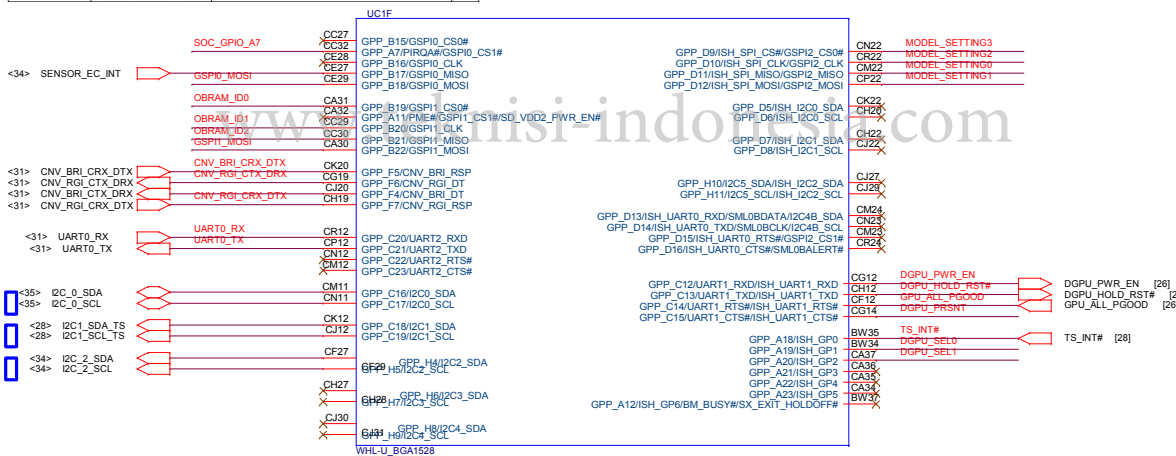 UC1F
CC27
GPP_B15/GSPI0_CS0#
SOC_GPIO_A7
CC32
GPP_A7/PIRQA#/GSPI0_CS1#
CE28
GPP_B16/GSPI0_CLK
<34> SENSOR_EC_INT
CE27
GPP_B17/GSPI0_MISO
GSPI0_MOSI
CE29
GPP_B18/GSPI0_MOSI
OBRAM_ID0
CA31
GPP_B19/GSPI1_CS0#
CA32
GPP_A11/PME#/GSPI1_CS1#/SD_VDD2_PWR_EN#
OBRAM_ID1
CC29
GPP_B20/GSPI1_CLK
OBRAM_ID2
CC30
GPP_B21/GSPI1_MISO
GSPI1_MOSI
CA30
GPP_B22/GSPI1_MOSI
<31> CNV_BRI_CRX_DTX
CNV_BRI_CRX_DTX
CK20
GPP_F5/CNV_BRI_RSP
<31> CNV_RGI_CTX_DRX
CNV_RGI_CTX_DRX
CG19
GPP_F6/CNV_RGI_DT
<31> CNV_BRI_CTX_DRX
CJ20
GPP_F4/CNV_BRI_DT
<31> CNV_RGI_CRX_DTX
CNV_RGI_CRX_DTX
CH19
GPP_F7/CNV_RGI_RSP
<31> UART0_RX
UART0_RX
CR12
GPP_C20/UART2_RXD
<31> UART0_TX
UART0_TX
CP12
GPP_C21/UART2_TXD
CN12
GPP_C22/UART2_RTS#
CM12
GPP_C23/UART2_CTS#
<35> I2C_0_SDA
CM11
GPP_C16/I2C0_SDA
<35> I2C_0_SCL
CN11
GPP_C17/I2C0_SCL
<28> I2C1_SDA_TS
CK12
GPP_C18/I2C1_SDA
<28> I2C1_SCL_TS
CJ12
GPP_C19/I2C1_SCL
<34> I2C_2_SDA
CF27
GPP_H4/I2C2_SDA
<34> I2C_2_SCL
CF29
GPP_H5/I2C2_SCL
CH27
GPP_H6/I2C3_SDA
CH28
GPP_H7/I2C3_SCL
CJ30
GPP_H8/I2C4_SDA
CJ31
GPP_H9/I2C4_SCL
WHL-U_BGA1528
GPP_D9/ISH_SPI_CS#/GSPI2_CS0#
CN22
MODEL_SETTING3
GPP_D10/ISH_SPI_CLK/GSPI2_CLK
CR22
MODEL_SETTING2
GPP_D11/ISH_SPI_MISO/GSPI2_MISO
CM22
MODEL_SETTING0
GPP_D12/ISH_SPI_MOSI/GSPI2_MOSI
CP22
MODEL_SETTING1
GPP_D5/ISH_I2C0_SDA
CK22
GPP_D6/ISH_I2C0_SCL
CH20
GPP_D7/ISH_I2C1_SDA
CH22
GPP_D8/ISH_I2C1_SCL
CJ22
GPP_H10/I2C5_SDA/ISH_I2C2_SDA
CJ27
GPP_H11/I2C5_SCL/ISH_I2C2_SCL
CJ29
GPP_D13/ISH_UART0_RXD/SML0BDATA/I2C4B_SDA
CM24
GPP_D14/ISH_UART0_TXD/SML0BCLK/I2C4B_SCL
CN23
GPP_D15/ISH_UART0_RTS#/GSPI2_CS1#
CM23
GPP_D16/ISH_UART0_CTS#/SML0BALERT#
CR24
GPP_C12/UART1_RXD/ISH_UART1_RXD
CG12
DGPU_PWR_EN
DGPU_PWR_EN [26]
GPP_C13/UART1_TXD/ISH_UART1_TXD
CH12
DGPU_HOLD_RST#
DGPU_HOLD_RST# [2
GPP_C14/UART1_RTS#/ISH_UART1_RTS#
CF12
GPU_ALL_PGOOD
GPU_ALL_PGOOD [26
GPP_C15/UART1_CTS#/ISH_UART1_CTS#
CG14
DGPU_PRSNT
GPP_A18/ISH_GP0
BW35
TS_INT#
TS_INT# [28]
GPP_A19/ISH_GP1
BW34
DGPU_SEL0
GPP_A20/ISH_GP2
CA37
DGPU_SEL1
GPP_A21/ISH_GP3
CA36
GPP_A22/ISH_GP4
CA35
GPP_A23/ISH_GP5
CA34
GPP_A12/ISH_GP6/BM_BUSY#/SX_EXIT_HOLDOFF#
BW37
www.teknisi-indonesia.com